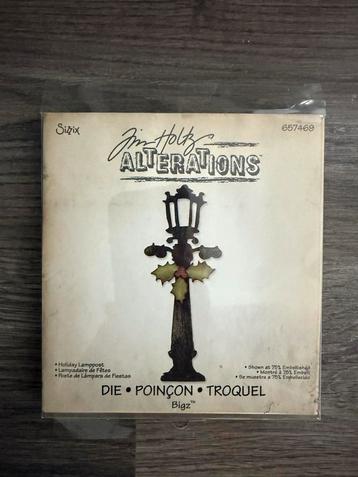 Sizzix
657469
Tim Holtz
ALTERATIONS
• Holiday Lamppost
• Lampadaire de Fêtes
• Poste de Lámpara de Fiestas
• Shown at 75% Embellished
• Montré à 75% Embelli
• Se muestra a 75% Embellecido
DIE • POINÇON • TROQUEL
Bigz™